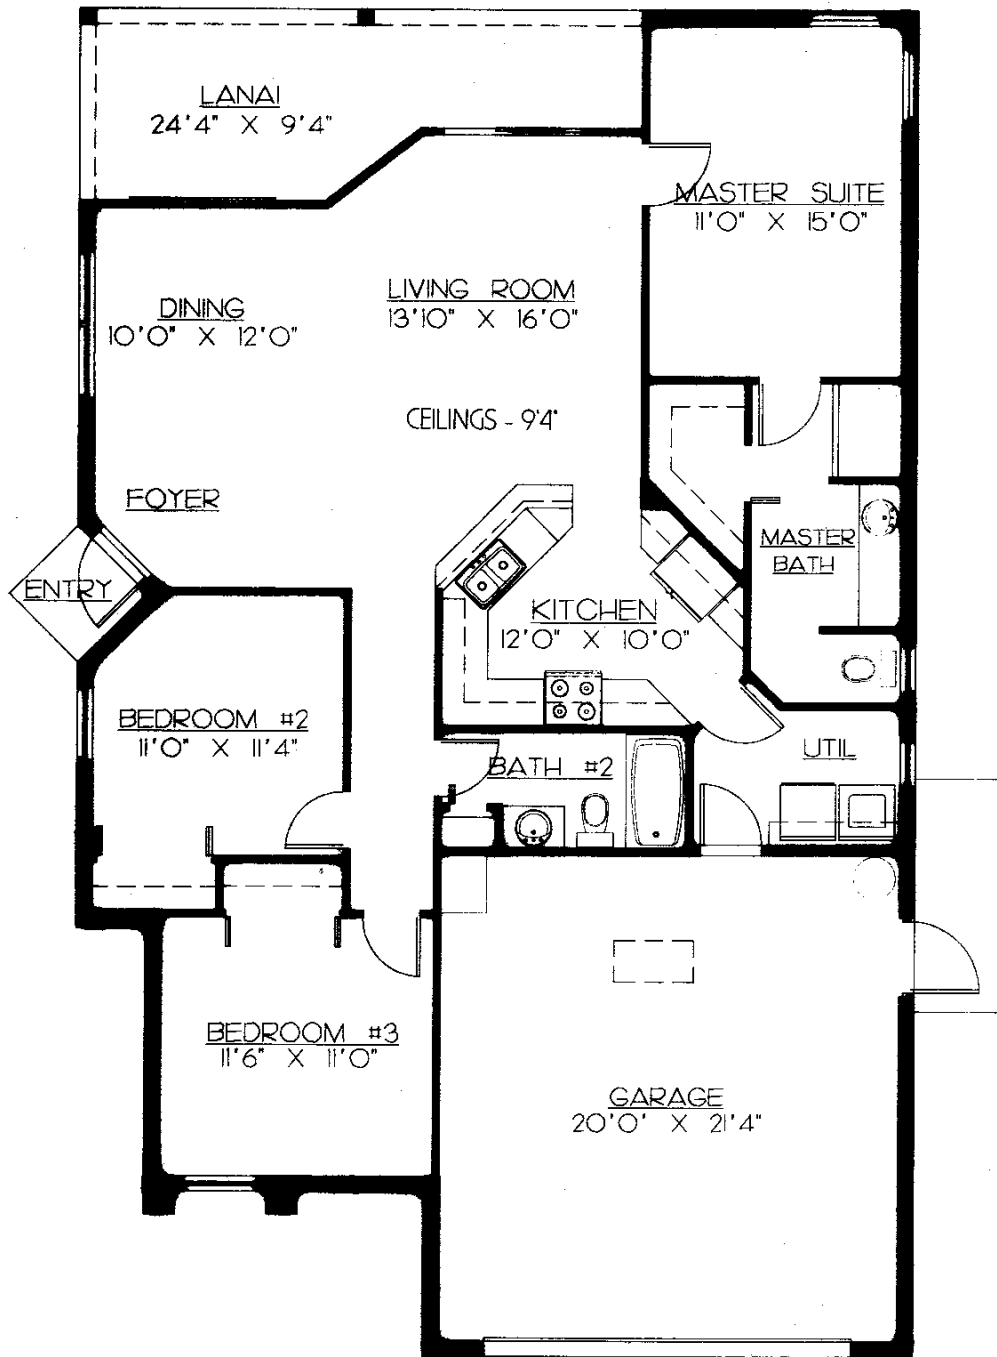 LANAI
24'4" X 9'4"
MASTER SUITE
11'0" X 15'0"
LIVING ROOM
13'10" X 16'0"
DINING
10'0" X 12'0"
CEILINGS - 9'4"
FOYER
MASTER
BATH
ENTRY
KITCHEN
12'0" X 10'0"
BEDROOM #2
11'0" X 11'4"
UTIL
BATH #2
BEDROOM #3
11'6" X 11'0"
GARAGE
20'0' X 21'4"